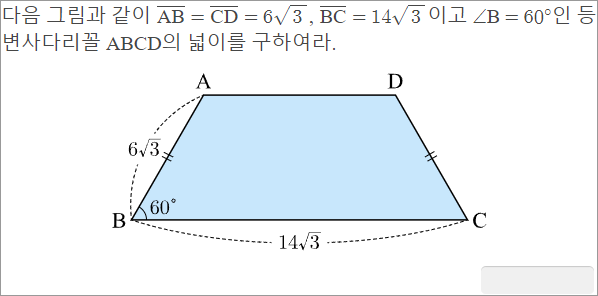 다음 그림과 같이 AB = CD = 6√3 , BC = 14√3 이고 ∠B = 60°인 등
변사다리꼴 ABCD의 넓이를 구하여라.
A
D
6√3
60°
B
C
14√3